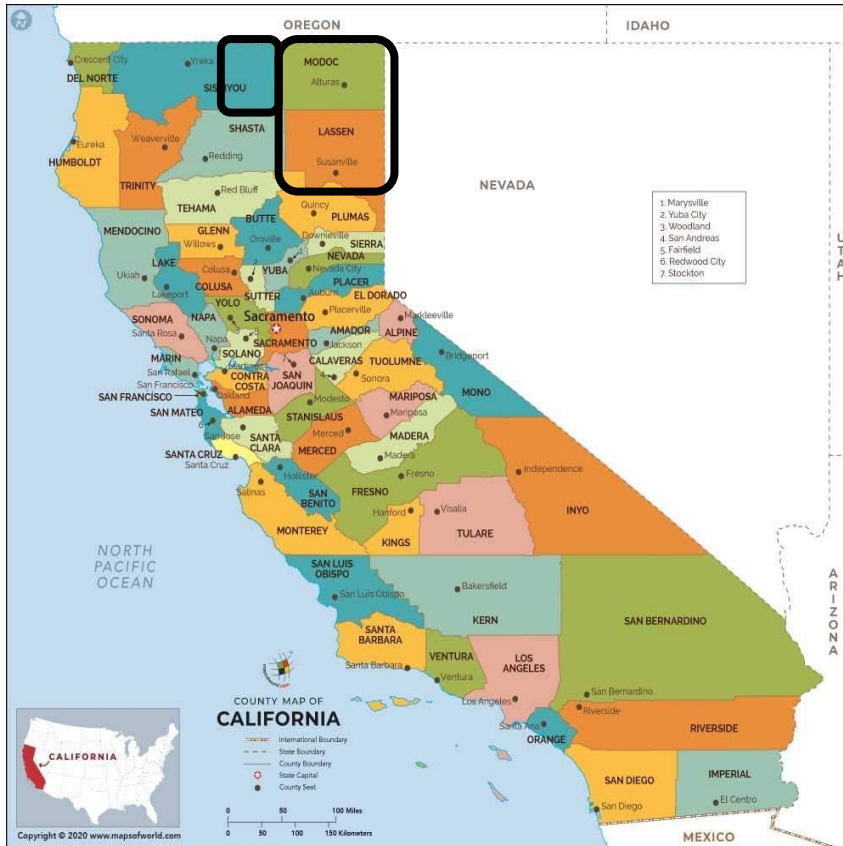 OREGON
IDAHO
Crescent City
DEL NORTE
Yreka
MODOC
Alturas
SHASTA
LASSEN
Weaverville
Redding
Susanville
Eureka
HUMBOLDT
TRINITY
NEVADA
Red Bluff
TEHAMA
Quincy
PLUMAS
BUTTE
MENDOCINO
GLENN
Willows
Oroville
Downieville
SIERRA
1. Marysville
2. Yuba City
3. Woodland
4. San Andreas
5. Fairfield
6. Redwood City
7. Stockton
UTAH
LAKE
Colusa
YUBA
1
NEVADA
Nevada City
Ukiah
Lakeport
COLUSA
2
SUTTER
PLACER
Auburn
EL DORADO
Placerville
SONOMA
Santa Rosa
NAPA
YOLO
Sacramento
Markleeville
ALPINE
AMADOR
Jackson
Napa
5
SOLANO
SACRAMENTO
Bridgeport
MARIN
San Rafael
CALAVERAS
TUOLUMNE
San Francisco
CONTRA
COSTA
SAN
JOAQUIN
7
4
Sonora
MONO
SAN FRANCISCO
Oakland
ALAMEDA
Modesto
STANISLAUS
MARIPOSA
Mariposa
SAN MATEO
6
San Jose
SANTA
CLARA
Merced
MERCED
MADERA
Madera
SANTA CRUZ
Santa Cruz
Hollister
Fresno
Independence
Salinas
SAN
BENITO
FRESNO
INYO
Hanford
Visalia
MONTEREY
KINGS
TULARE
NORTH
PACIFIC
OCEAN
SAN LUIS
OBISPO
San Luis Obispo
Bakersfield
KERN
ARIZONA
SAN BERNARDINO
SANTA
BARBARA
Santa Barbara
VENTURA
Ventura
LOS
ANGELES
Los Angeles
San Bernardino
Riverside
RIVERSIDE
Santa Ana
ORANGE
SAN DIEGO
San Diego
IMPERIAL
El Centro
MEXICO
COUNTY MAP OF
CALIFORNIA
International Boundary
State Boundary
County Boundary
State Capital
County Seat
0 50 100 Miles
0 50 100 150 Kilometers
CALIFORNIA
Copyright © 2020 www.mapsofworld.com